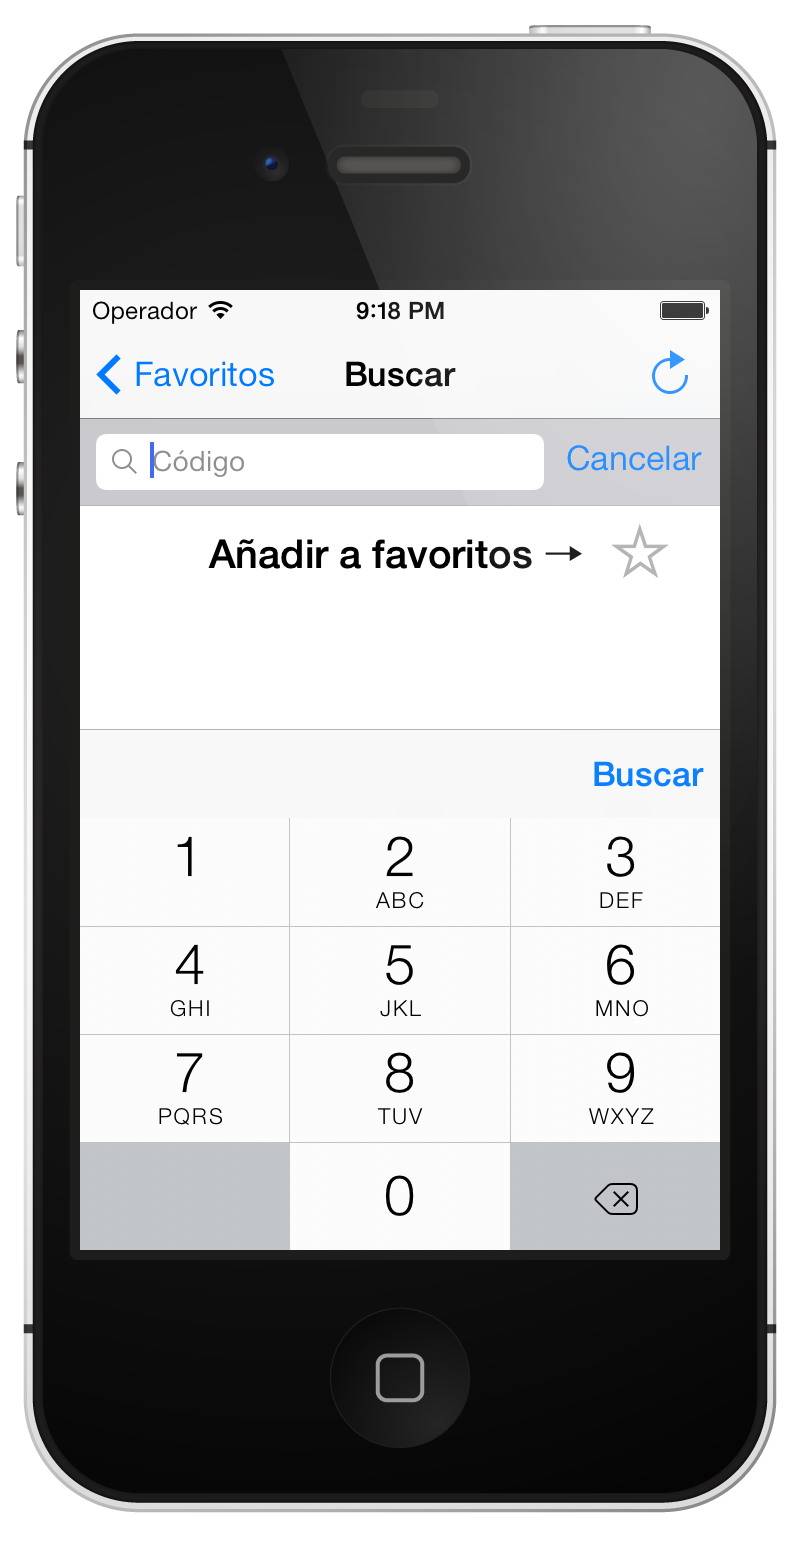 Operador 9:18 PM
Favoritos Buscar
Código Cancelar
Añadir a favoritos →
Buscar
1 2 3
ABC DEF
4 5 6
GHI JKL MNO
7 8 9
PQRS TUV WXYZ
0